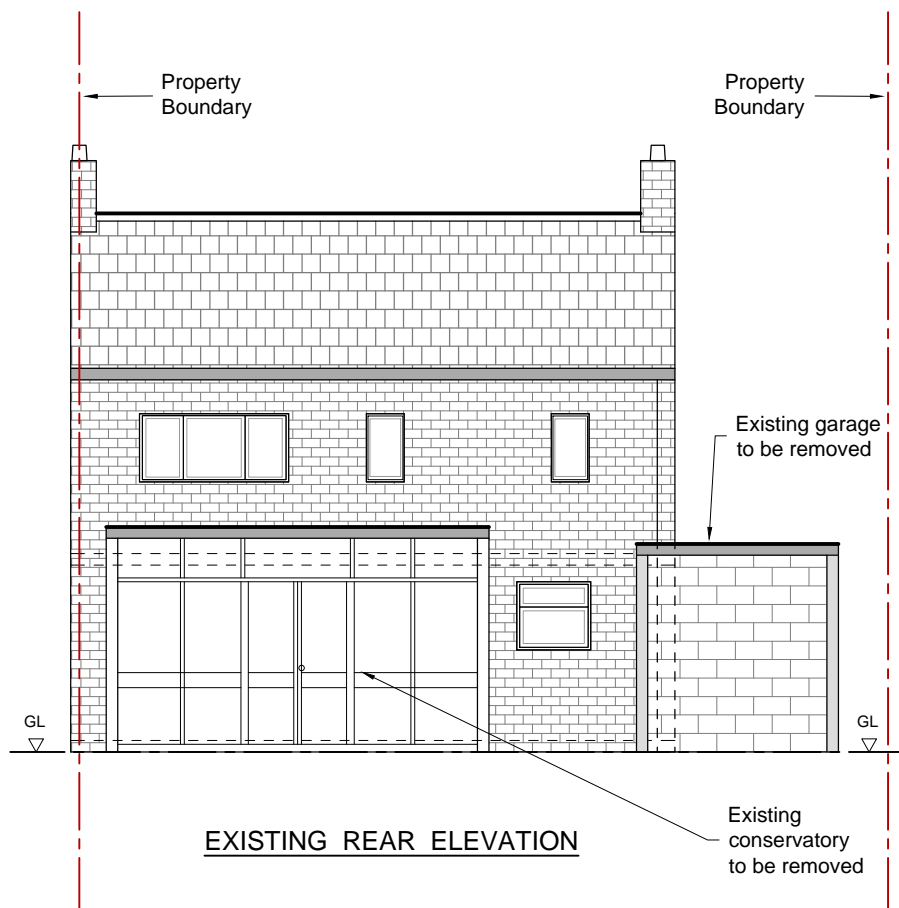 Property
Boundary
Property
Boundary
Existing garage
to be removed
GL
GL
Existing
conservatory
to be removed
EXISTING REAR ELEVATION